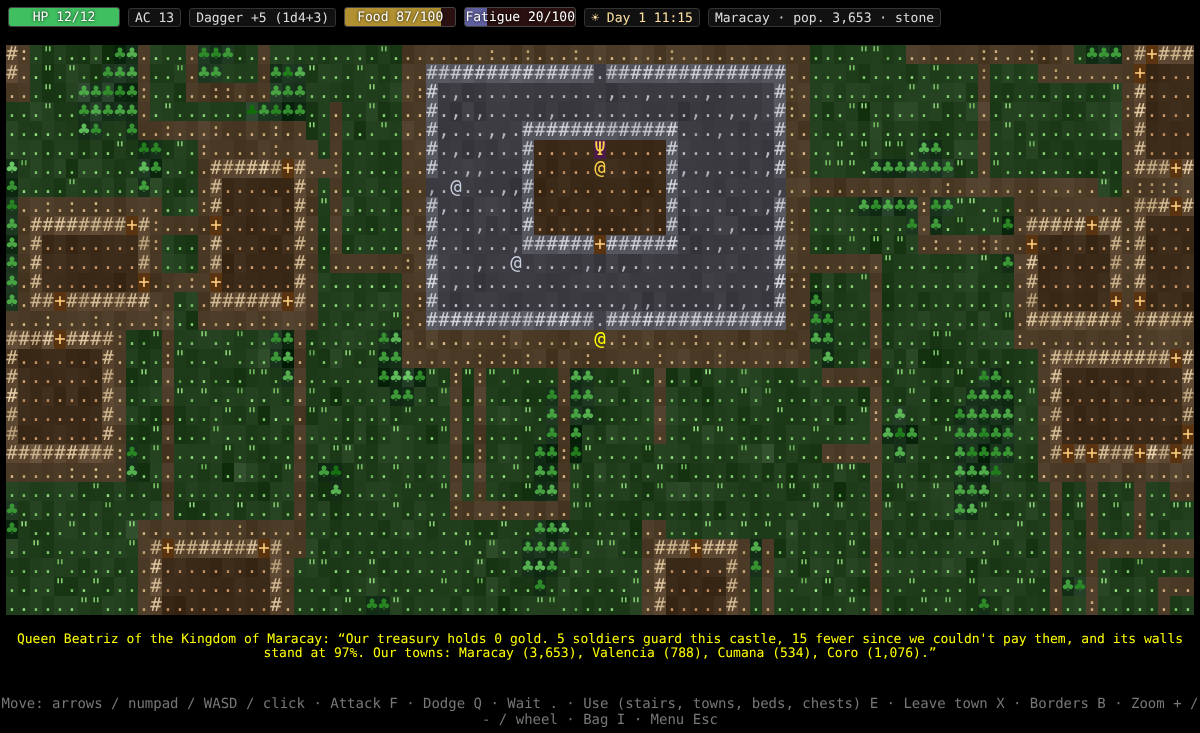 HP 12/12 AC 13 Dagger +5 (1d4+3) Food 87/100 Fatigue 20/100 ☀ Day 1 11:15 Maracay · pop. 3,653 · stone
Queen Beatriz of the Kingdom of Maracay: “Our treasury holds 0 gold. 5 soldiers guard this castle, 15 fewer since we couldn't pay them, and its walls
stand at 97%. Our towns: Maracay (3,653), Valencia (788), Cumana (534), Coro (1,076).”
Move: arrows / numpad / WASD / click · Attack F · Dodge Q · Wait . · Use (stairs, towns, beds, chests) E · Leave town X · Borders B · Zoom + /
- / wheel · Bag I · Menu Esc